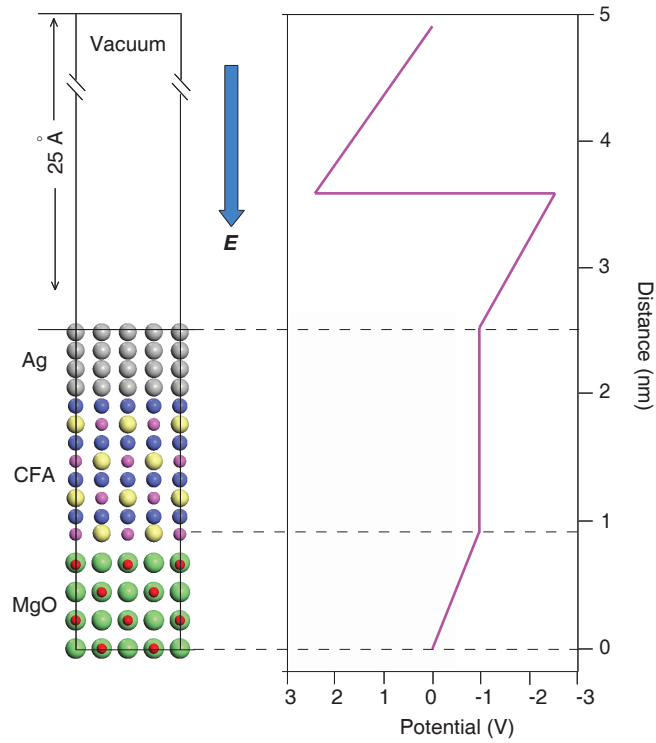 Vacuum
25 Å
E
Ag
CFA
MgO
5
4
3
2
1
0
Distance (nm)
3 2 1 0 -1 -2 -3
Potential (V)